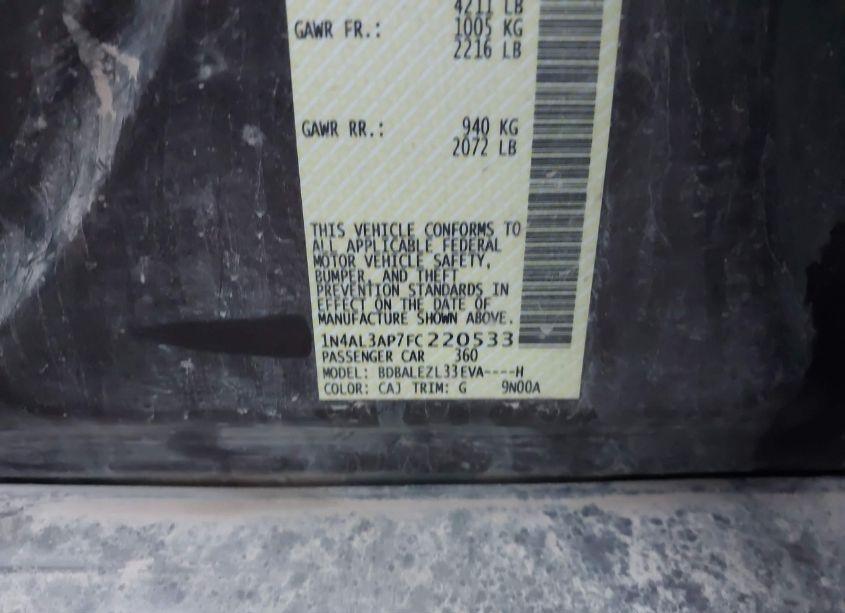 4211 LB
GAWR FR.: 1005 KG
2216 LB
GAWR RR.: 940 KG
2072 LB
THIS VEHICLE CONFORMS TO
ALL APPLICABLE FEDERAL
MOTOR VEHICLE SAFETY,
BUMPER, AND THEFT
PREVENTION STANDARDS IN
EFFECT ON THE DATE OF
MANUFACTURE SHOWN ABOVE.
1N4AL3AP7FC220533
PASSENGER CAR 360
MODEL: BDBALEZL33EVA----H
COLOR: CAJ TRIM: G 9N00A